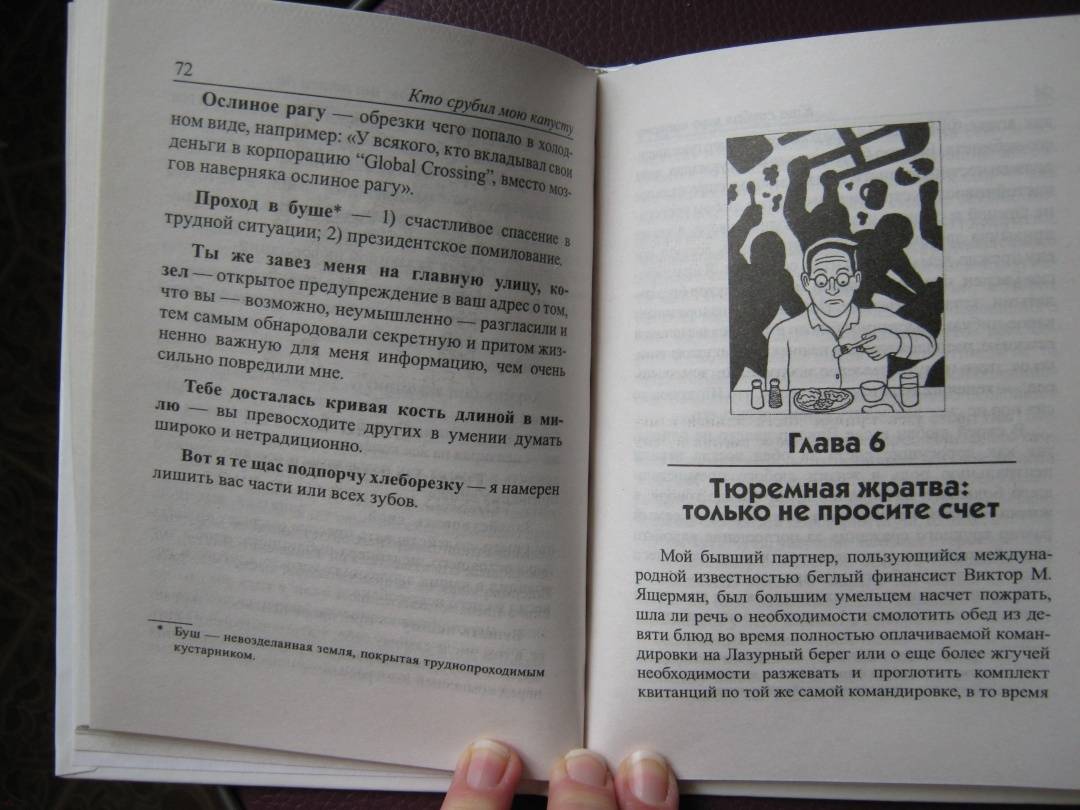 72
Кто срубил мою капусту
Ослиное рагу — обрезки чего попало в холод-
ном виде, например: «У всякого, кто вкладывал свои
деньги в корпорацию “Global Crossing”, вместо моз-
гов наверняка ослиное рагу».
Проход в буше* — 1) счастливое спасение в
трудной ситуации; 2) президентское помилование.
Ты же завез меня на главную улицу, ко-
зел — открытое предупреждение в ваш адрес о том,
что вы — возможно, неумышленно — разгласили и
тем самым обнародовали секретную и притом жиз-
ненно важную для меня информацию, чем очень
сильно повредили мне.
Тебе досталась кривая кость длиной в ми-
лю — вы превосходите других в умении думать
широко и нетрадиционно.
Вот я те щас подпорчу хлеборезку — я намерен
лишить вас части или всех зубов.
* Буш — невозделанная земля, покрытая труднопроходимым
кустарником.
Глава 6
Тюремная жратва:
только не просите счет
Мой бывший партнер, пользующийся междуна-
родной известностью беглый финансист Виктор М.
Ящермян, был большим умельцем насчет пожрать,
шла ли речь о необходимости смолотить обед из де-
вяти блюд во время полностью оплачиваемой коман-
дировки на Лазурный берег или о еще более жгучей
необходимости разжевать и проглотить комплект
квитанций по той же самой командировке, в то время